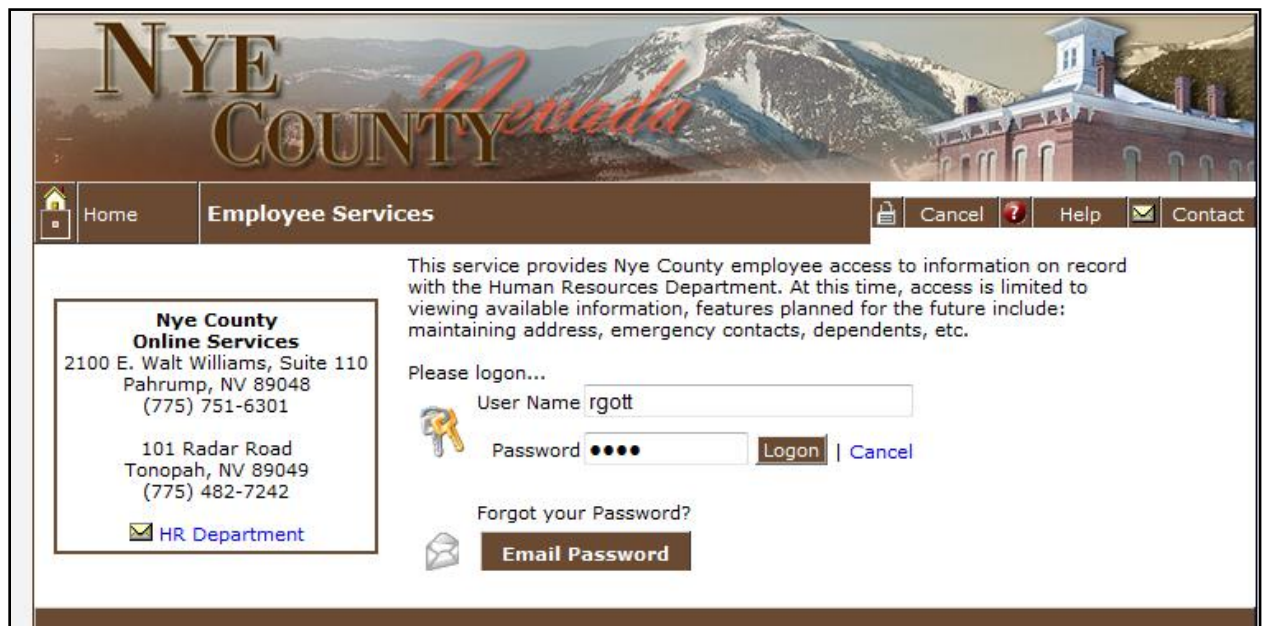 NYE
COUNTY
Nevada
Home
Employee Services
Cancel
Help
Contact
This service provides Nye County employee access to information on record
with the Human Resources Department. At this time, access is limited to
viewing available information, features planned for the future include:
maintaining address, emergency contacts, dependents, etc.
Nye County
Online Services
2100 E. Walt Williams, Suite 110
Pahrump, NV 89048
(775) 751-6301
101 Radar Road
Tonopah, NV 89049
(775) 482-7242
HR Department
Please logon...
User Name rgott
Password ●●●● Logon | Cancel
Forgot your Password?
Email Password